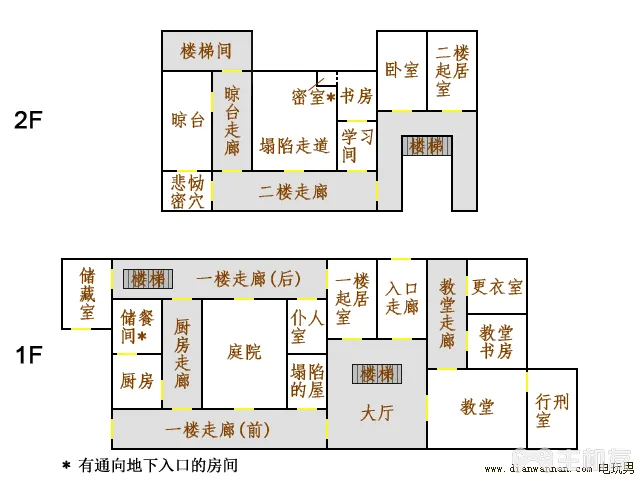 楼梯间
卧室
二楼
起居
室
2F
晾台
晾
台
走
廊
密室*
书房
塌陷走道
学习
间
楼梯
悲恸
密穴
二楼走廊
储
藏
室
楼梯
一楼走廊(后)
一楼
起居
室
入口
走廊
教
堂
走
廊
更衣室
1F
储餐
间*
厨
房
走
廊
庭院
仆人
室
教堂
书房
厨房
塌陷
的屋
楼梯
大厅
教堂
行刑
室
一楼走廊(前)
* 有通向地下入口的房间
www.dianwannan.com 电玩男